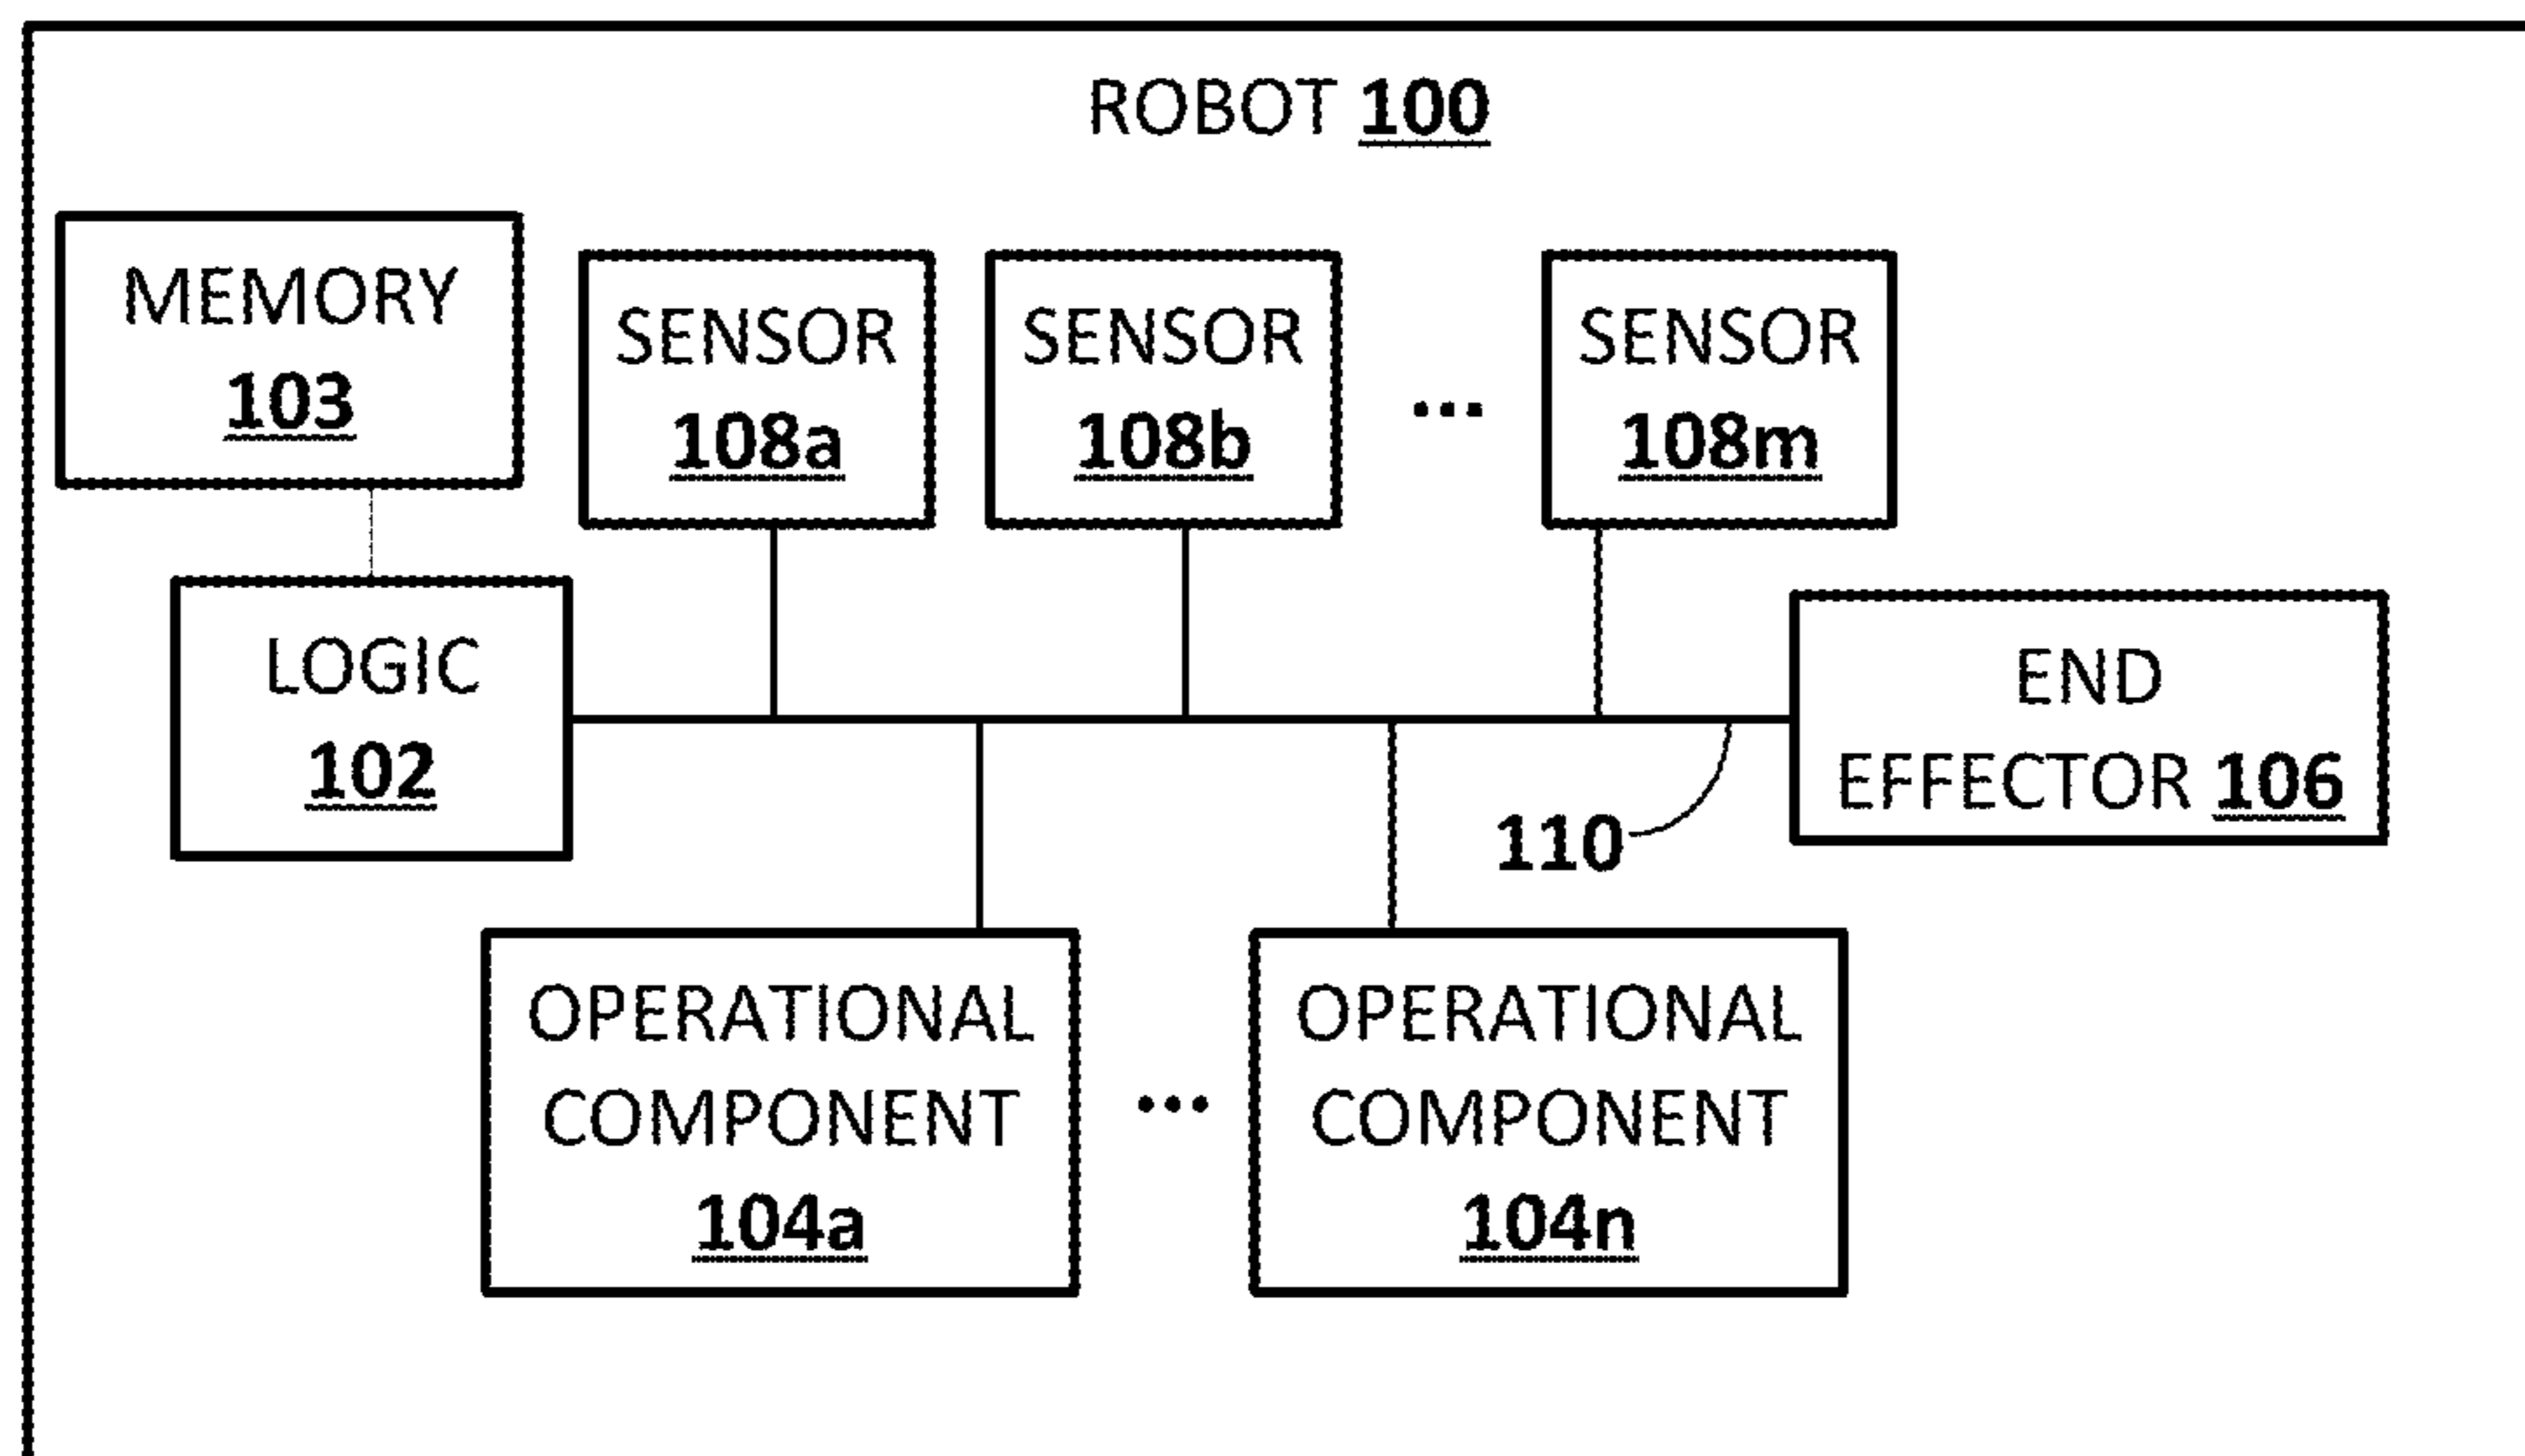 ROBOT 100
MEMORY
103
SENSOR
108a
SENSOR
108b
...
SENSOR
108m
LOGIC
102
END
EFFECTOR 106
110
OPERATIONAL
COMPONENT
104a
...
OPERATIONAL
COMPONENT
104n